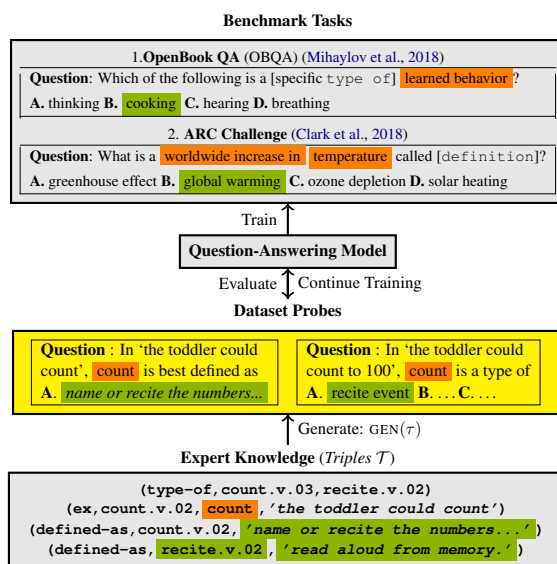 Benchmark Tasks
1.OpenBook QA (OBQA) (Mihaylov et al., 2018)
Question: Which of the following is a [specific type of] learned behavior ?
A. thinking B. cooking C. hearing D. breathing
2. ARC Challenge (Clark et al., 2018)
Question: What is a worldwide increase in temperature called [definition]?
A. greenhouse effect B. global warming C. ozone depletion D. solar heating
Train
Question-Answering Model
Evaluate Continue Training
Dataset Probes
Question : In ‘the toddler could
count’, count is best defined as
A. name or recite the numbers...
Question : In ‘the toddler could
count to 100’, count is a type of
A. recite event B. ... C. ...
Generate: GEN(τ)
Expert Knowledge (Triples T)
(type-of,count.v.03,recite.v.02)
(ex,count.v.02,count,’the toddler could count’)
(defined-as,count.v.02,’name or recite the numbers...’)
(defined-as,recite.v.02,’read aloud from memory.’)